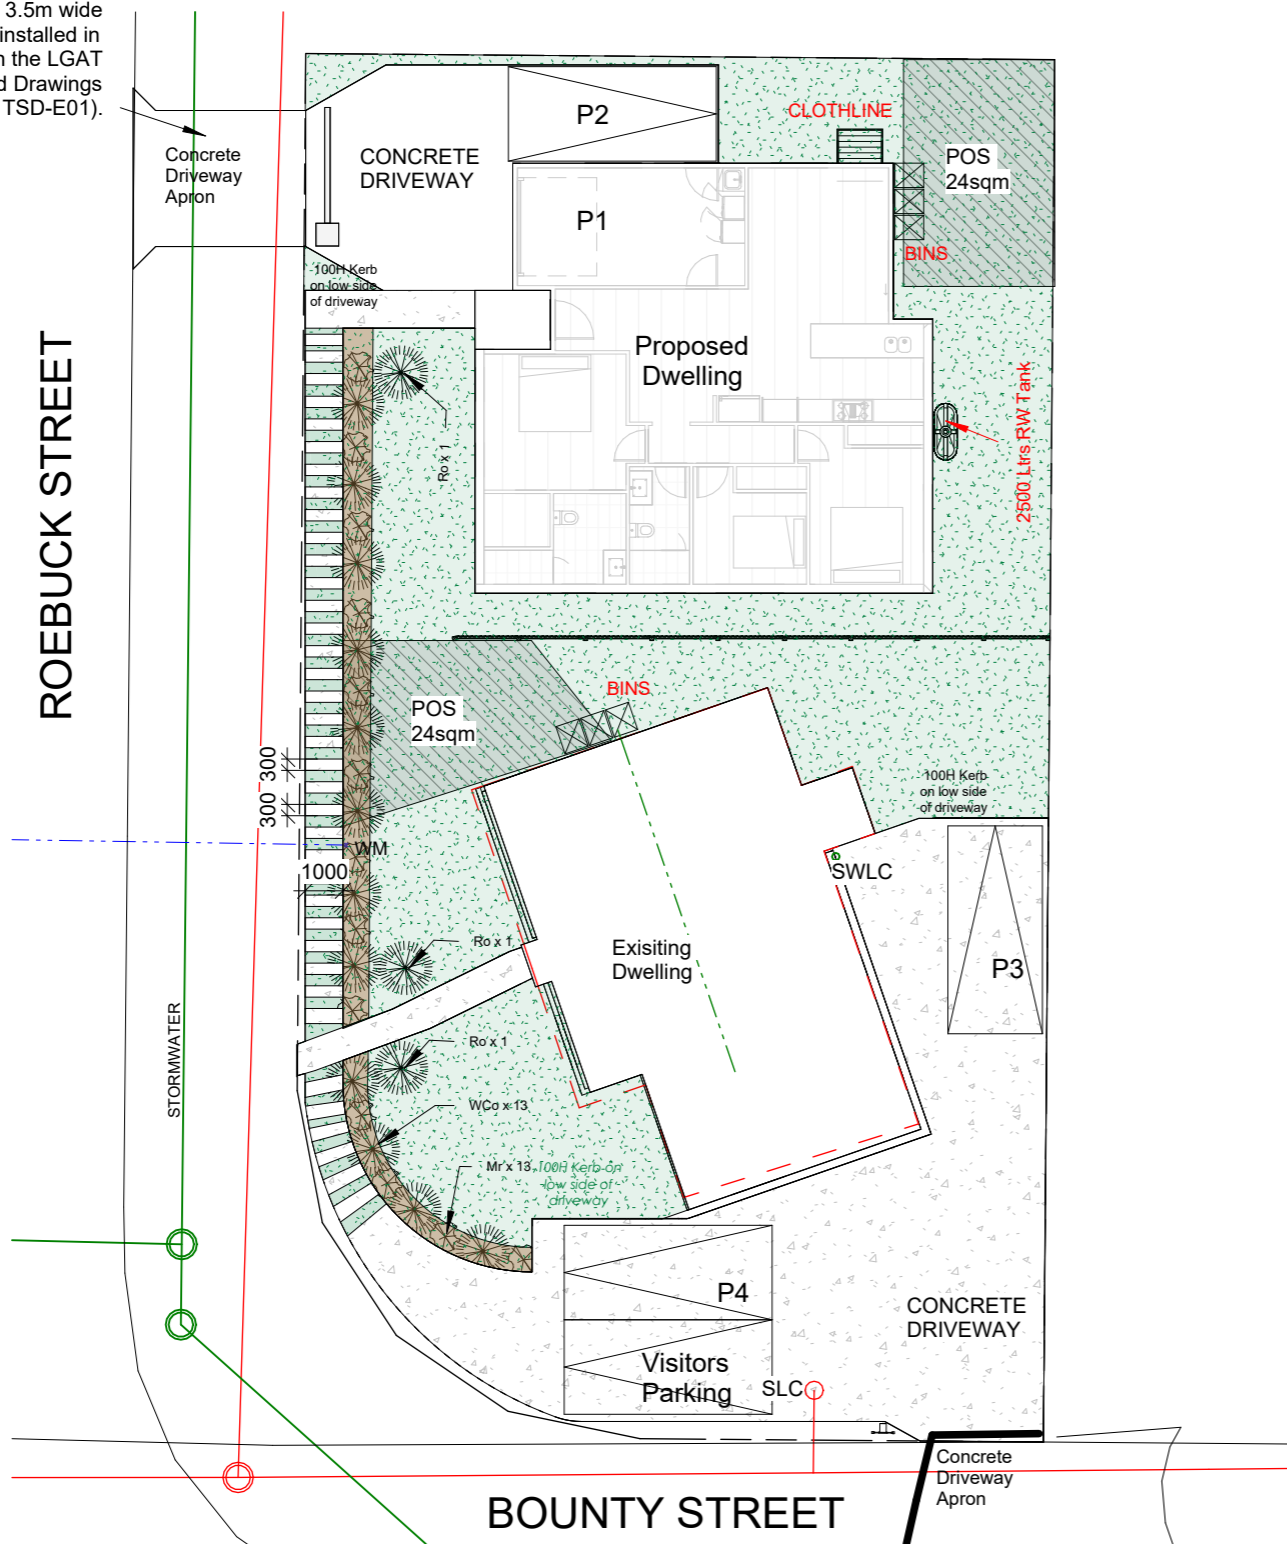 3.5m wide
installed in
n the LGAT
d Drawings
TSD-E01).
Concrete
Driveway
Apron
CONCRETE
DRIVEWAY
P2
CLOTHLINE
POS
24sqm
P1
BINS
100H Kerb
on low side
of driveway
Proposed
Dwelling
ROEBUCK STREET
2500 Ltrs RW Tank
Ro x 1
POS
24sqm
BINS
300
300
100H Kerb
on low side
of driveway
WM
1000
SWLC
Ro x 1
Exisiting
Dwelling
P3
STORMWATER
Ro x 1
WCo x 13
Mr x 13
100H Kerb on
low side of
driveway
P4
CONCRETE
DRIVEWAY
Visitors
Parking
SLC
Concrete
Driveway
Apron
BOUNTY STREET